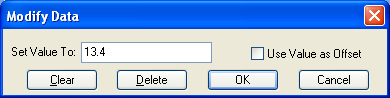 Modify Data
Set Value To: 13.4 Use Value as Offset
Clear Delete OK Cancel